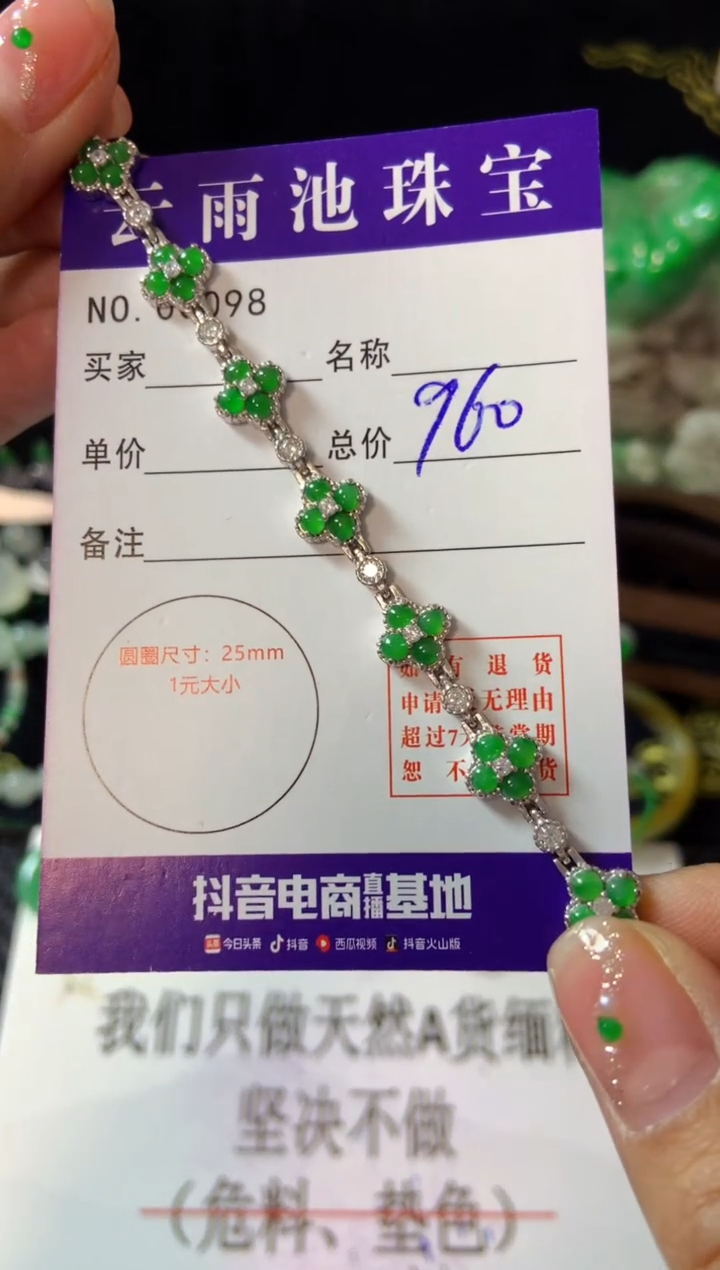 云雨池珠宝
NO. 098
买家 名称
单价 总价 960
备注
圆圈尺寸：25mm
1元大小
有 退 货
申请 无理由
超过7 期
恕 不 货
抖音电商直播基地
今日头条 抖音 西瓜视频 抖音火山版
我们只做天然A货缅
坚决不做
（危料、垫色）